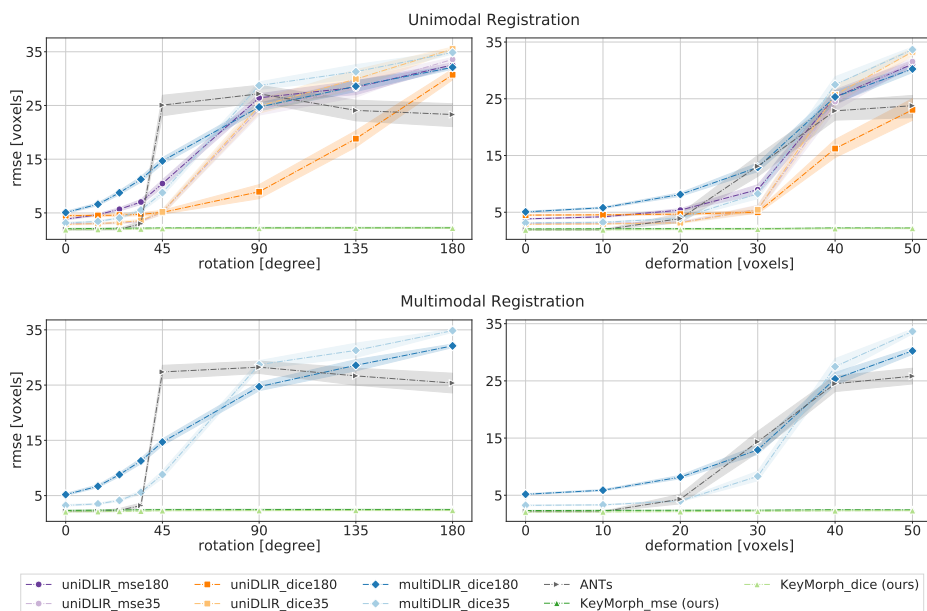 Unimodal Registration
rmse [voxels]
35
25
15
5
0
45
90
135
180
rotation [degree]
35
25
15
5
0
10
20
30
40
50
deformation [voxels]
Multimodal Registration
rmse [voxels]
35
25
15
5
0
45
90
135
180
rotation [degree]
35
25
15
5
0
10
20
30
40
50
deformation [voxels]
uniDLIR_mse180
uniDLIR_dice180
multiDLIR_dice180
ANTs
KeyMorph_dice (ours)
uniDLIR_mse35
uniDLIR_dice35
multiDLIR_dice35
KeyMorph_mse (ours)